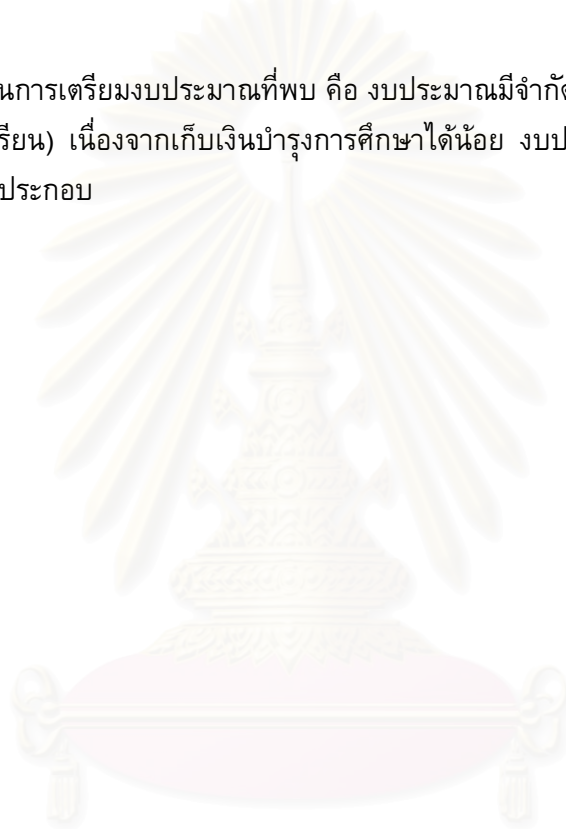 นการเตรียมงบประมาณที่พบ คือ งบประมาณมีจำกัด
รียน) เนื่องจากเก็บเงินบำรุงการศึกษาได้น้อย งบป
ประกอบ